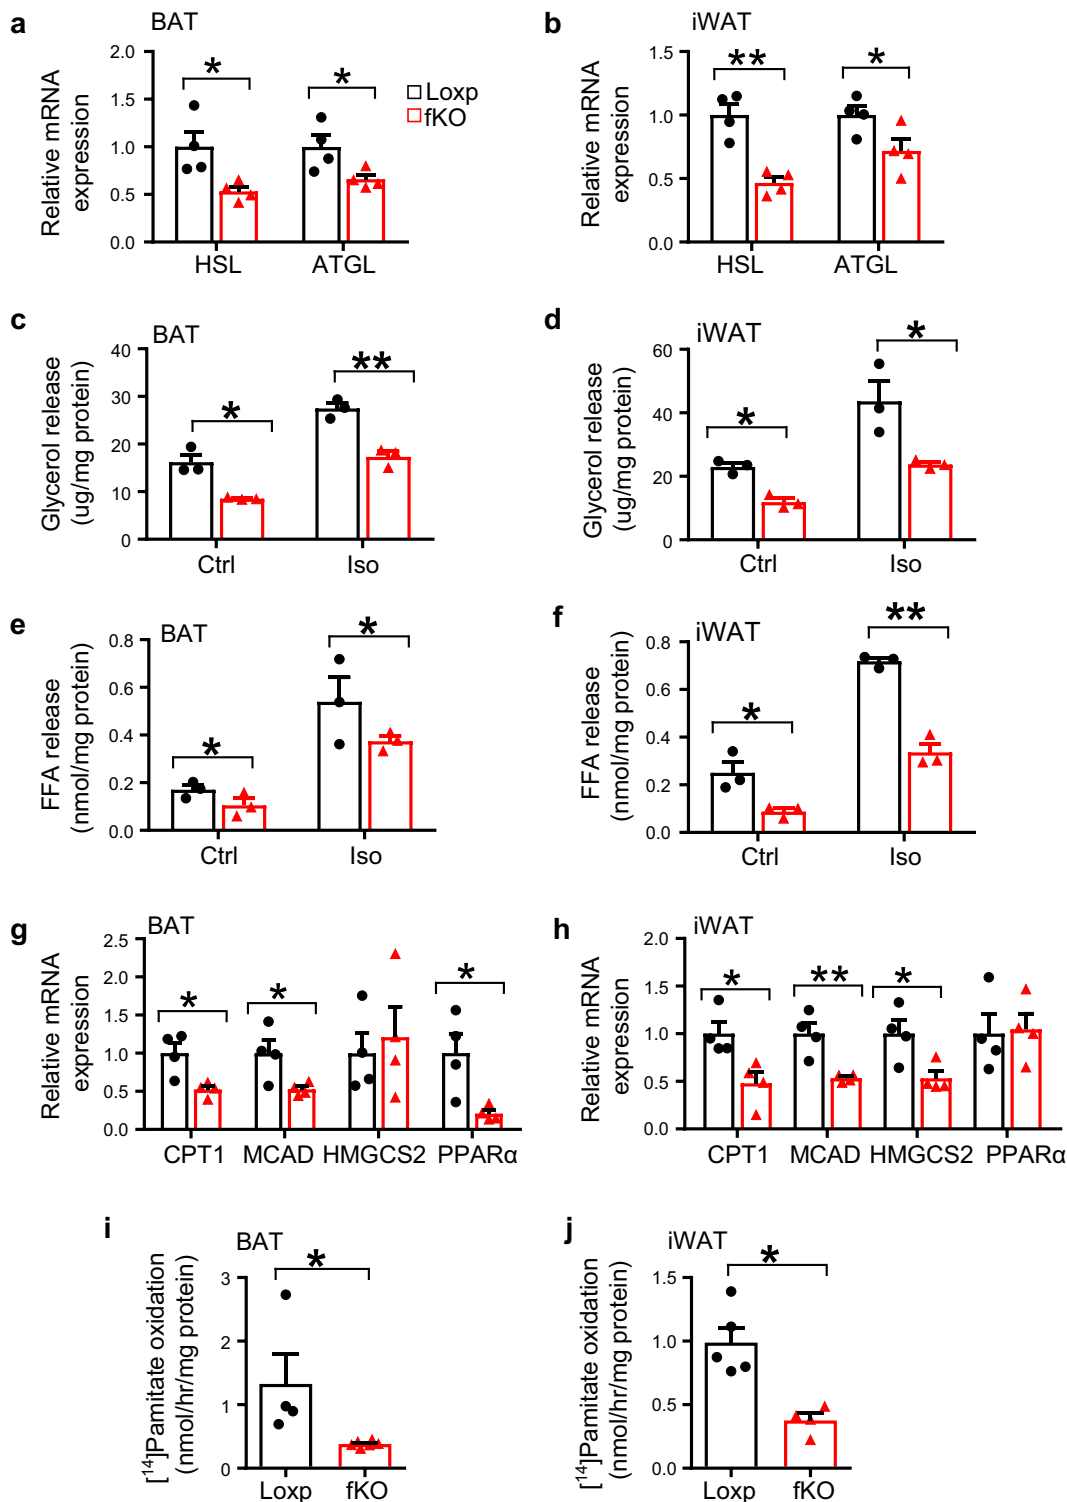 a BAT
Relative mRNA
expression
2.0
1.5
1.0
0.5
0.0
* *
HSL ATGL
Loxp
fKO
b iWAT
Relative mRNA
expression
1.5
1.0
0.5
0.0
** *
HSL ATGL
c BAT
Glycerol release
(ug/mg protein)
40
30
20
10
0
* **
Ctrl Iso
d iWAT
Glycerol release
(ug/mg protein)
60
40
20
0
* *
Ctrl Iso
e BAT
FFA release
(nmol/mg protein)
0.8
0.6
0.4
0.2
0.0
* *
Ctrl Iso
f iWAT
FFA release
(nmol/mg protein)
0.8
0.6
0.4
0.2
0.0
* **
Ctrl Iso
g BAT
Relative mRNA
expression
2.5
2.0
1.5
1.0
0.5
0.0
* * *
CPT1 MCAD HMGCS2 PPARα
h iWAT
Relative mRNA
expression
2.0
1.5
1.0
0.5
0.0
* ** *
CPT1 MCAD HMGCS2 PPARα
i BAT
[¹⁴]Pamitate oxidation
(nmol/hr/mg protein)
3
2
1
0
*
Loxp fKO
j iWAT
[¹⁴]Pamitate oxidation
(nmol/hr/mg protein)
1.5
1.0
0.5
0.0
*
Loxp fKO